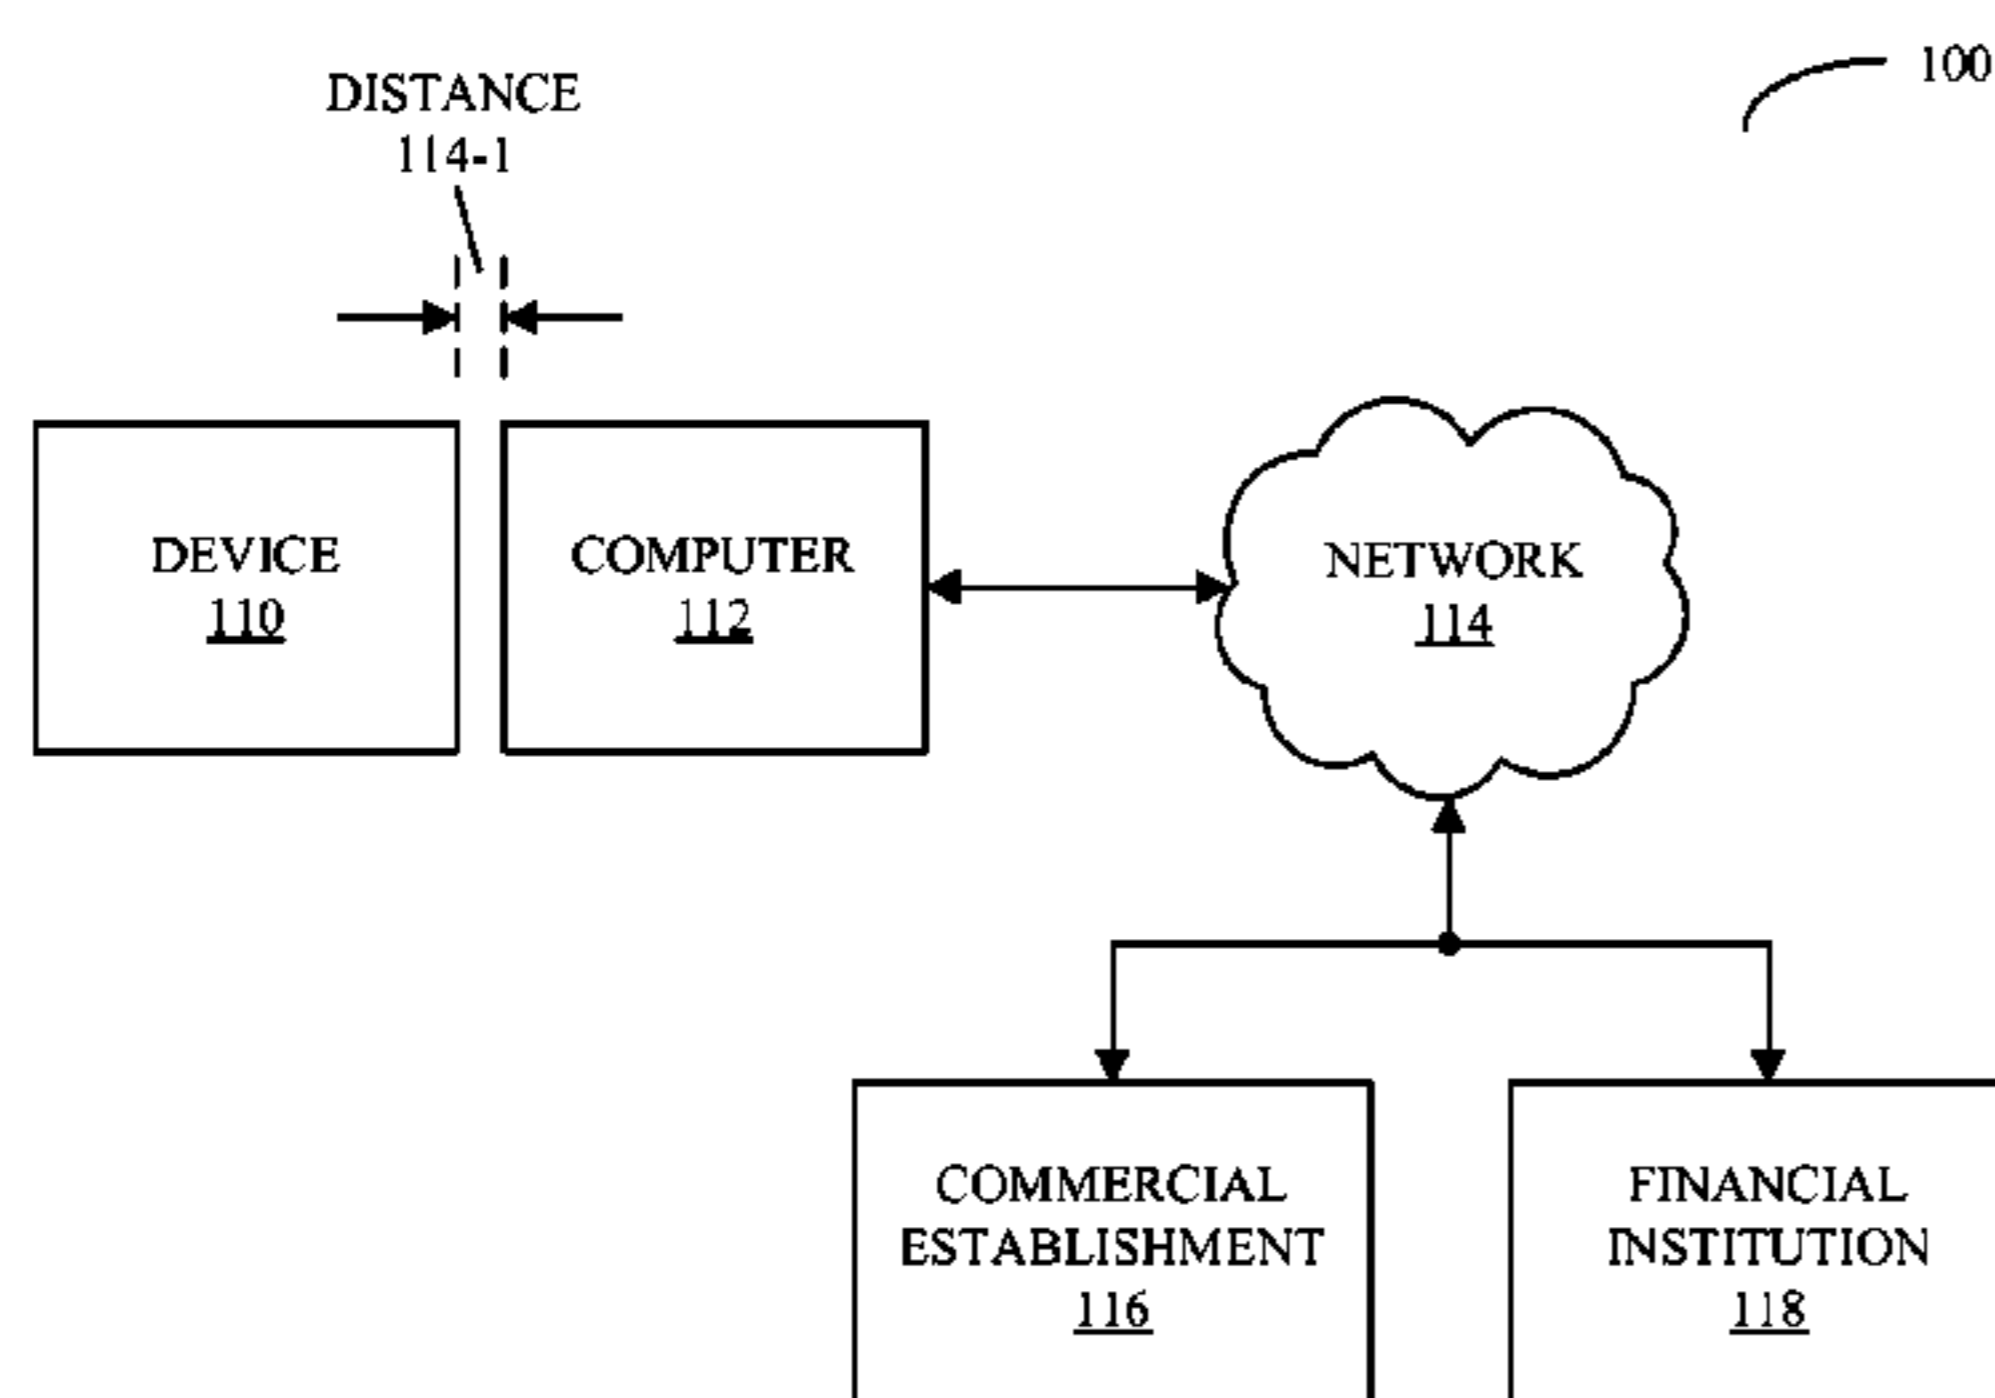 100
DISTANCE
114-1
DEVICE
110
COMPUTER
112
NETWORK
114
COMMERCIAL
ESTABLISHMENT
116
FINANCIAL
INSTITUTION
118